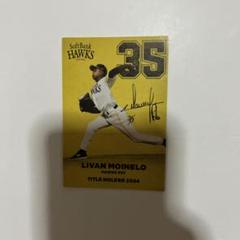 SoftBank
HAWKS
35
LIVAN MOINELO
TITLE HOLDER 2024